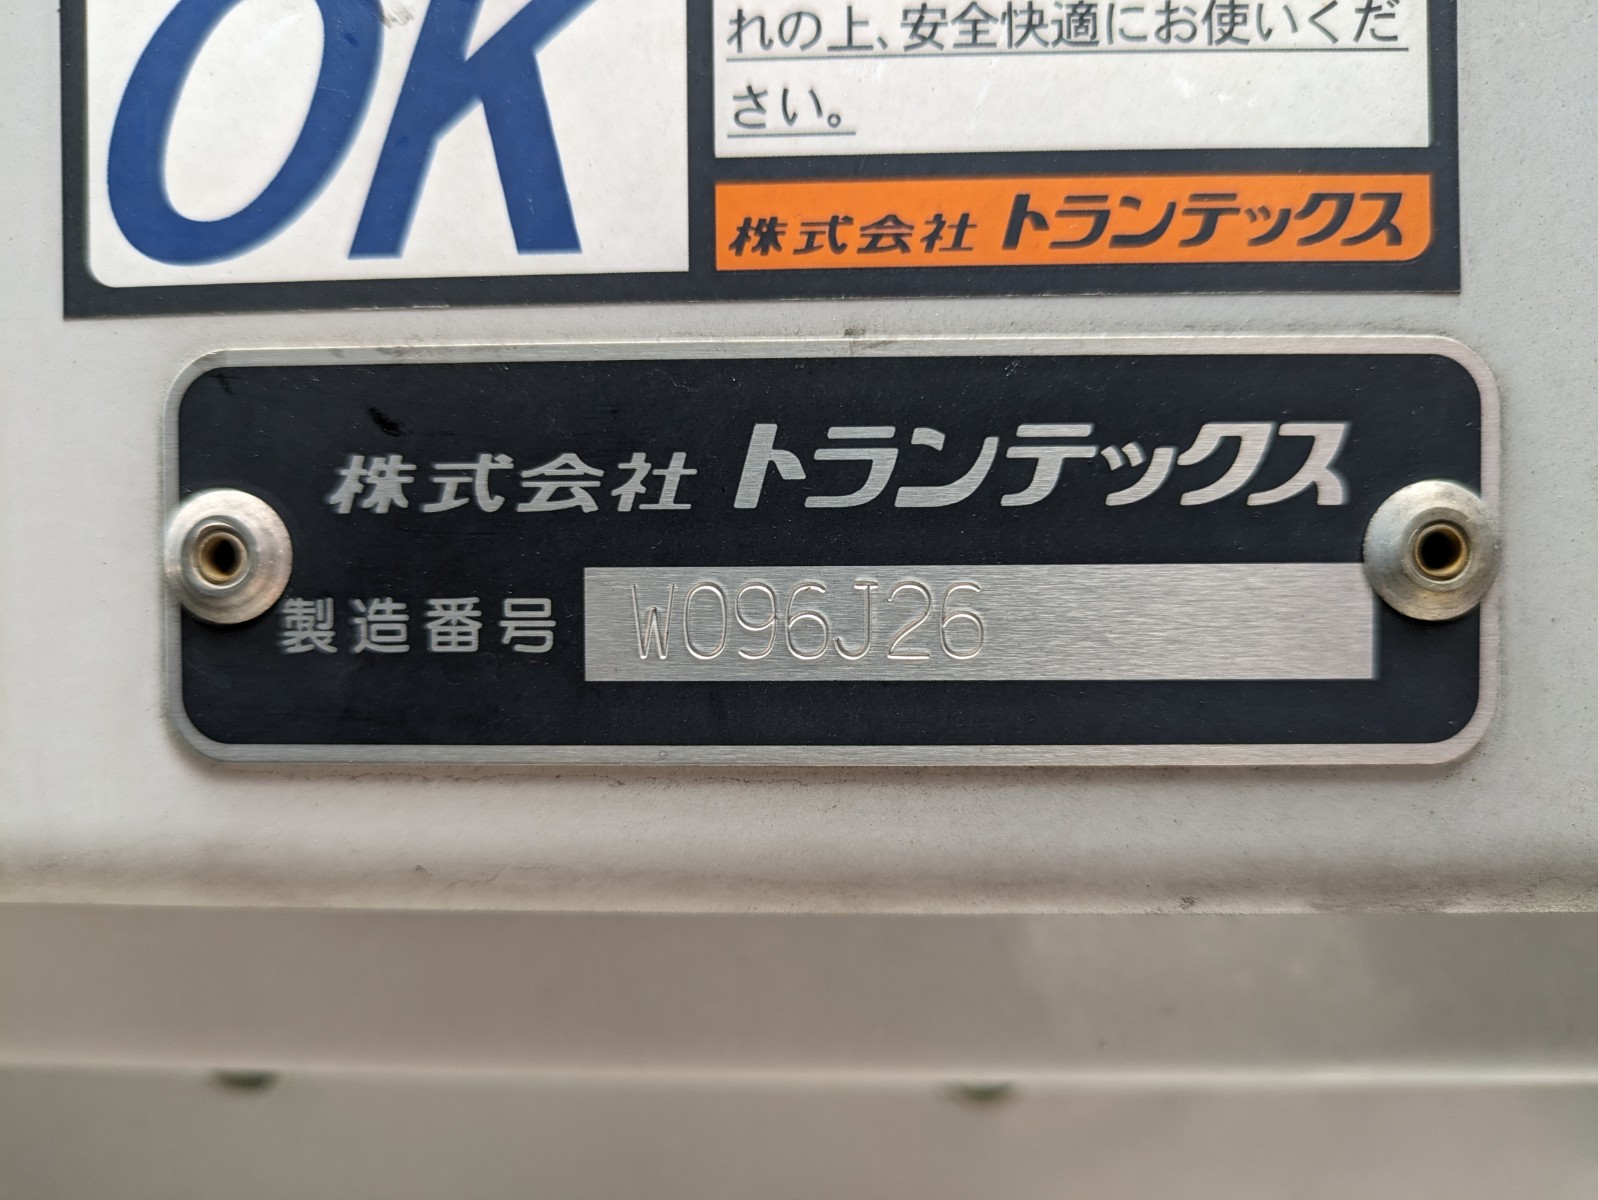 OK
れの上、安全快適にお使いくだ
さい。
株式会社 トランテックス
株式会社 トランテックス
製造番号 W096J26